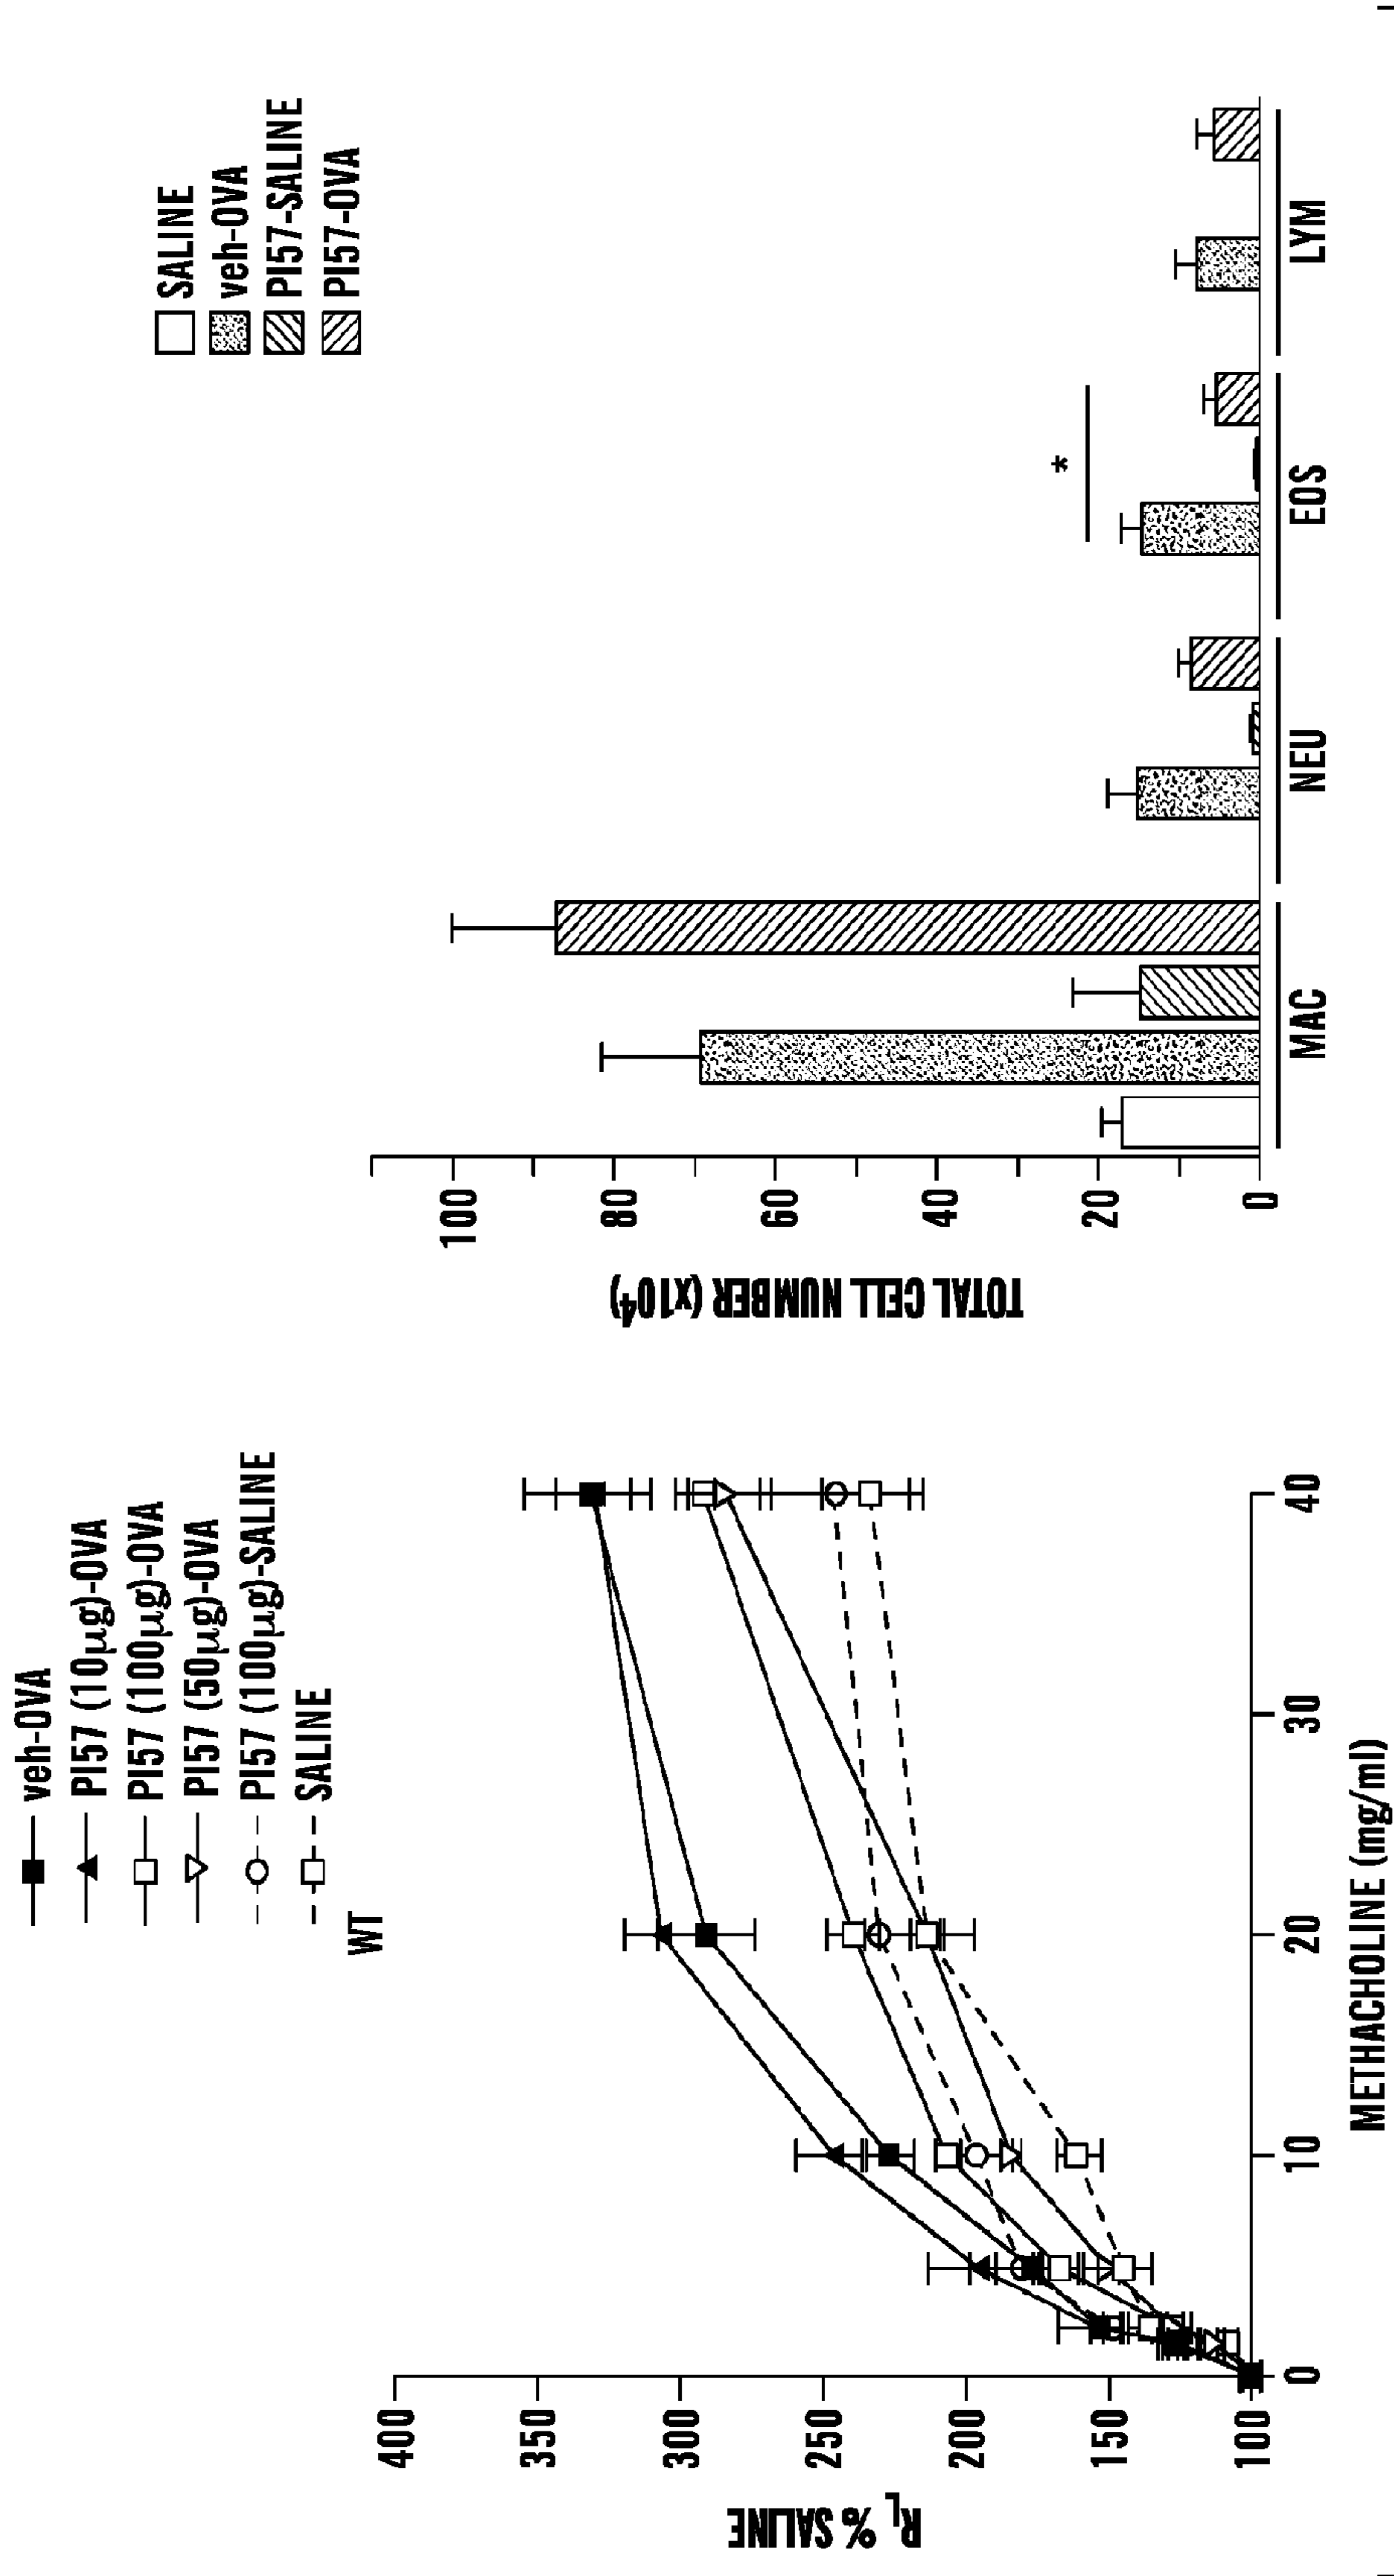 veh-OVA
PI57 (10µg)-OVA
PI57 (100µg)-OVA
PI57 (50µg)-OVA
PI57 (100µg)-SALINE
SALINE
WT
400
350
300
250
200
150
100
R_L % SALINE
0
10
20
30
40
METHACHOLINE (mg/ml)
SALINE
veh-OVA
PI57-SALINE
PI57-OVA
100
80
60
40
20
0
TOTAL CELL NUMBER (x10⁴)
*
MAC
NEU
EOS
LYM